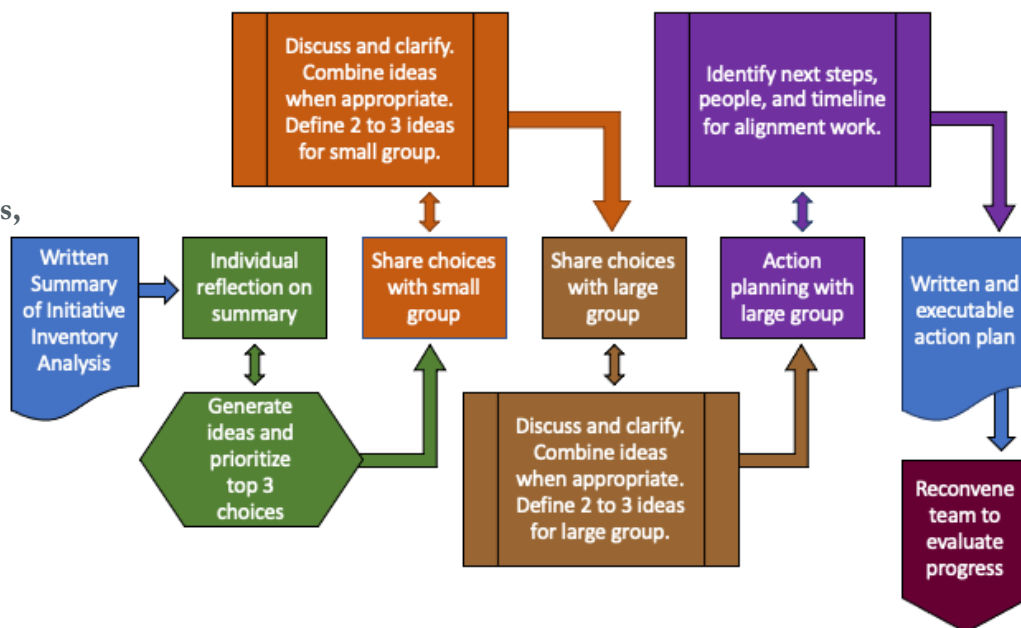 s,
Written
Summary
of Initiative
Inventory
Analysis
Individual
reflection on
summary
Generate
ideas and
prioritize
top 3
choices
Share choices
with small
group
Discuss and clarify.
Combine ideas
when appropriate.
Define 2 to 3 ideas
for small group.
Share choices
with large
group
Discuss and clarify.
Combine ideas
when appropriate.
Define 2 to 3 ideas
for large group.
Action
planning with
large group
Identify next steps,
people, and timeline
for alignment work.
Written and
executable
action plan
Reconvene
team to
evaluate
progress